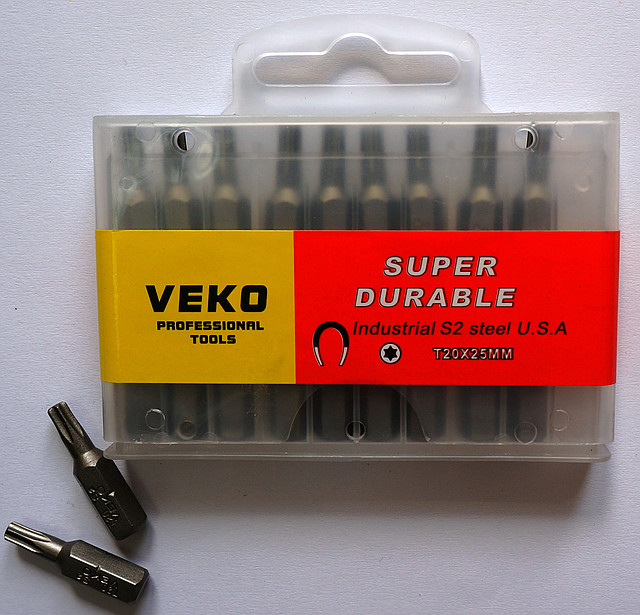 VEKO
PROFESSIONAL
TOOLS
SUPER
DURABLE
Industrial S2 steel U.S.A
T20X25MM